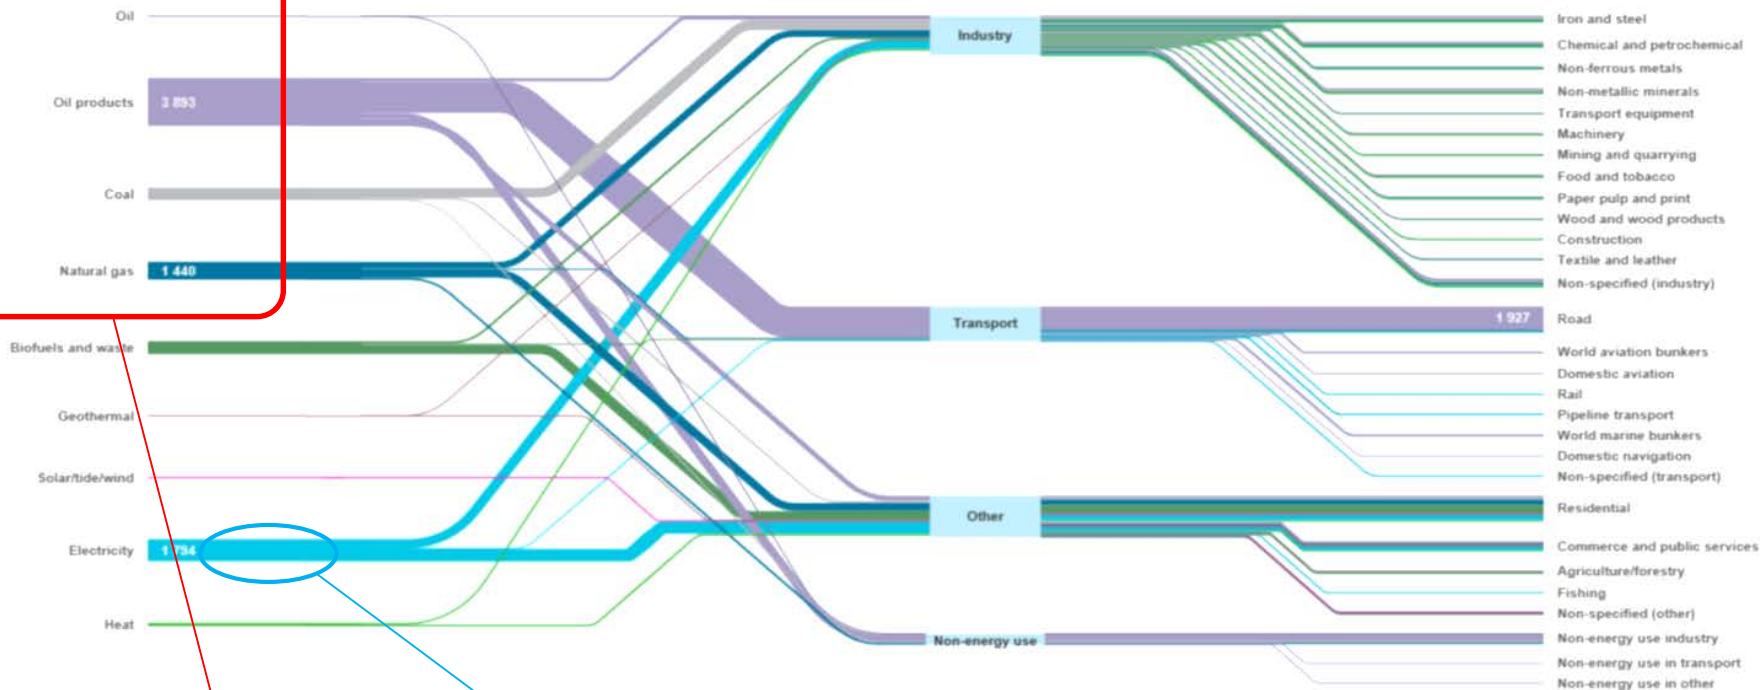 Oil
Oil products
3 893
Coal
Natural gas
1 440
Biofuels and waste
Geothermal
Solar/tide/wind
Electricity
1 794
Heat
Industry
Transport
Other
Non-energy use
Iron and steel
Chemical and petrochemical
Non-ferrous metals
Non-metallic minerals
Transport equipment
Machinery
Mining and quarrying
Food and tobacco
Paper pulp and print
Wood and wood products
Construction
Textile and leather
Non-specified (industry)
1 927
Road
World aviation bunkers
Domestic aviation
Rail
Pipeline transport
World marine bunkers
Domestic navigation
Non-specified (transport)
Residential
Commerce and public services
Agriculture/forestry
Fishing
Non-specified (other)
Non-energy use industry
Non-energy use in transport
Non-energy use in other